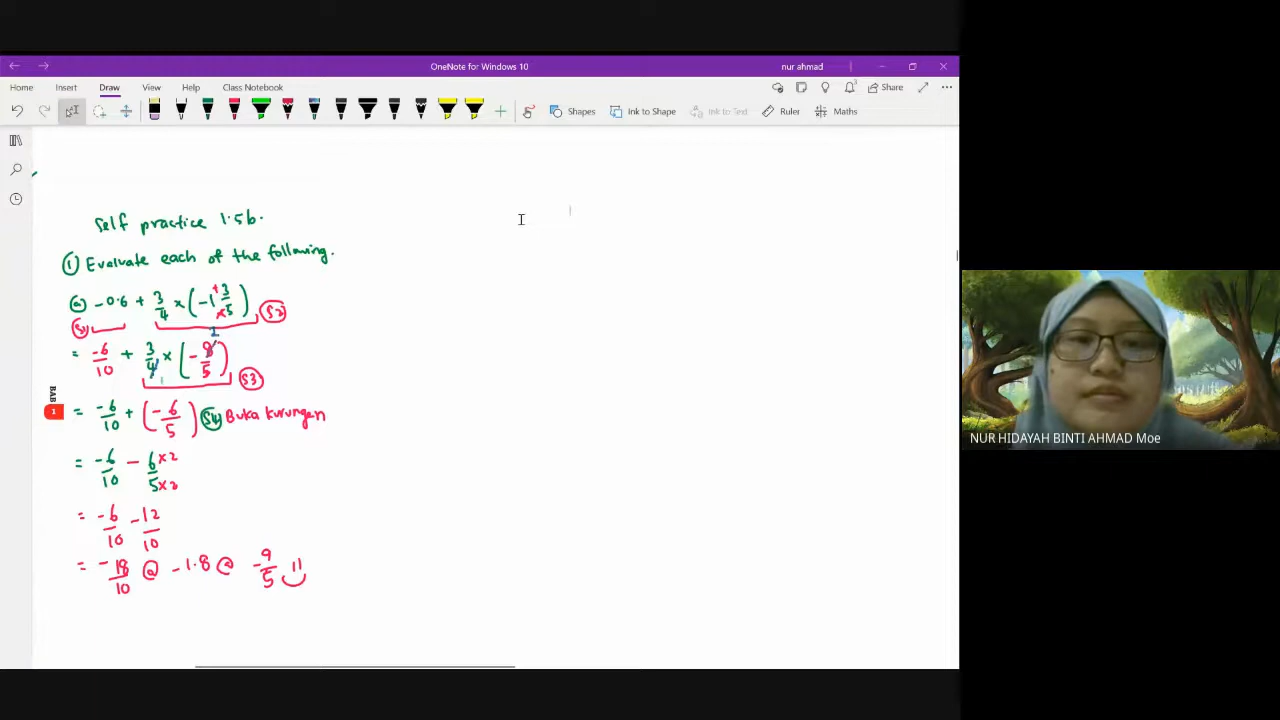 OneNote for Windows 10
nur ahmad
Home Insert Draw View Help Class Notebook
Share
Shapes Ink to Shape Ink to Text Ruler Maths
Self practice 1.5b.
① Evaluate each of the following.
ⓐ -0.6 + 3/4 × (-1 3/5) S2
S1
= -6/10 + 3/4 × (-8/5) S3
= -6/10 + (-6/5) S4 Buka kurungan
= -6/10 - 6/5 ×2 ×2
= -6/10 -12/10
= -18/10 @ -1.8 @ -9/5
BAB
1
NUR HIDAYAH BINTI AHMAD Moe